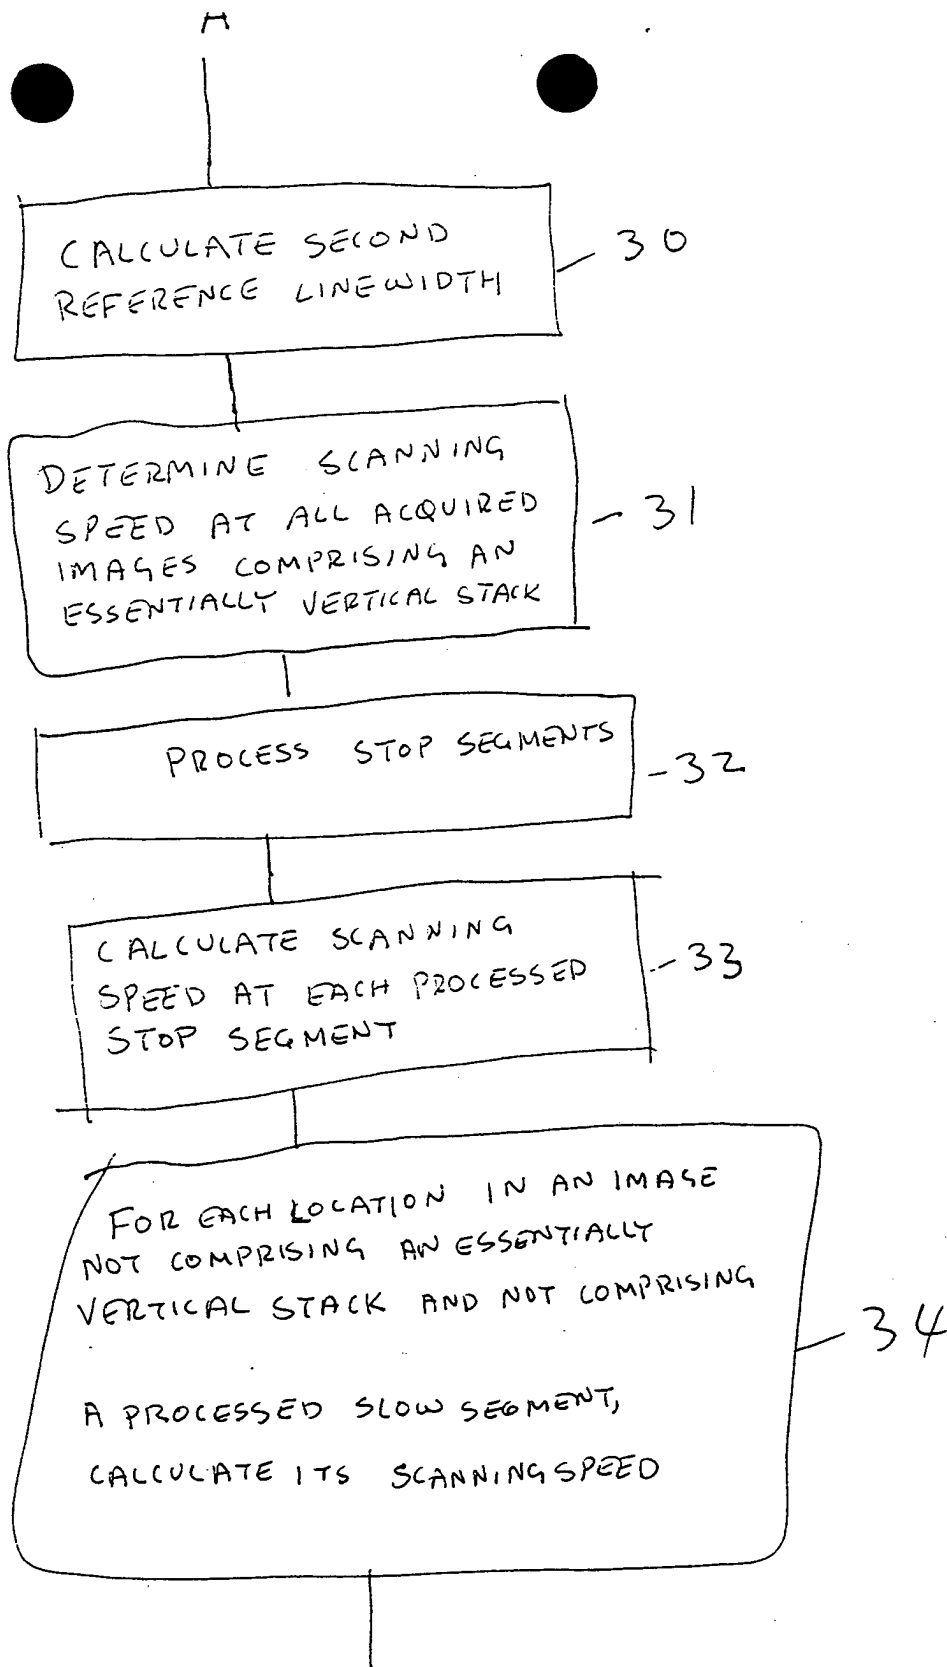 CALCULATE SECOND
REFERENCE LINEWIDTH
30
DETERMINE SCANNING
SPEED AT ALL ACQUIRED
IMAGES COMPRISING AN
ESSENTIALLY VERTICAL STACK
31
PROCESS STOP SEGMENTS
32
CALCULATE SCANNING
SPEED AT EACH PROCESSED
STOP SEGMENT
33
FOR EACH LOCATION IN AN IMAGE
NOT COMPRISING AN ESSENTIALLY
VERTICAL STACK AND NOT COMPRISING
A PROCESSED SLOW SEGMENT,
CALCULATE ITS SCANNING SPEED
34